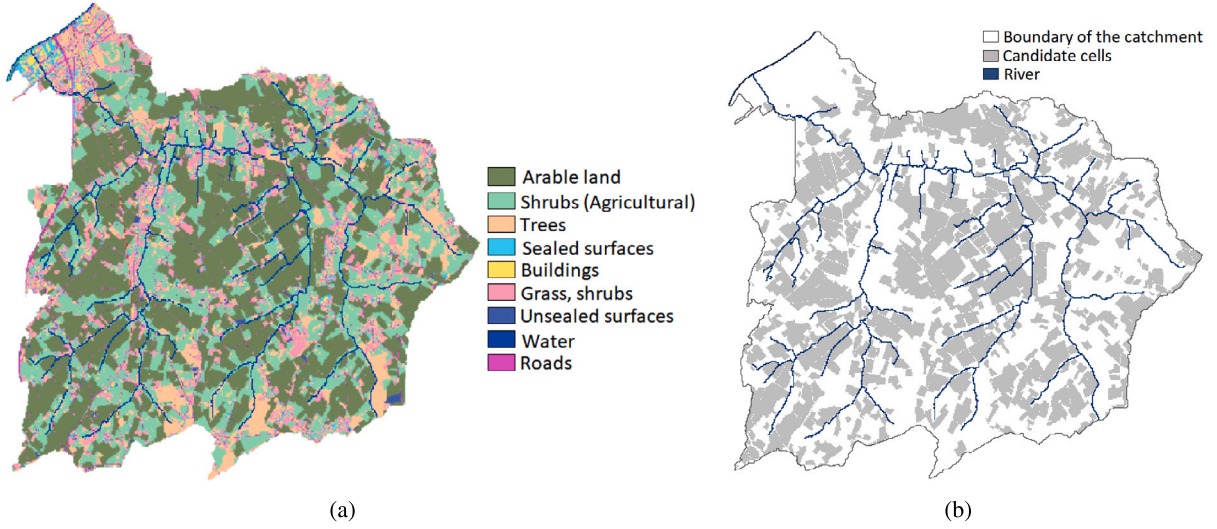 Boundary of the catchment
Candidate cells
River
Arable land
Shrubs (Agricultural)
Trees
Sealed surfaces
Buildings
Grass, shrubs
Unsealed surfaces
Water
Roads
(a)
(b)